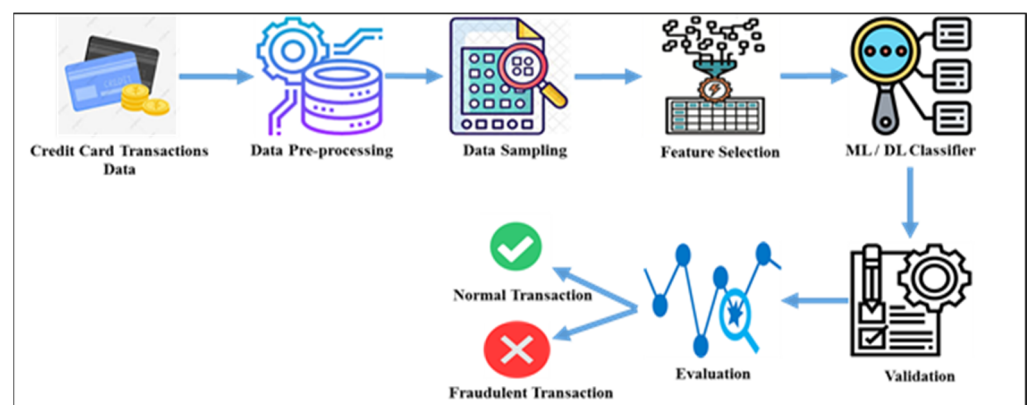 Credit Card Transactions
Data
Data Pre-processing
Data Sampling
Feature Selection
ML / DL Classifier
Normal Transaction
Fraudulent Transaction
Evaluation
Validation